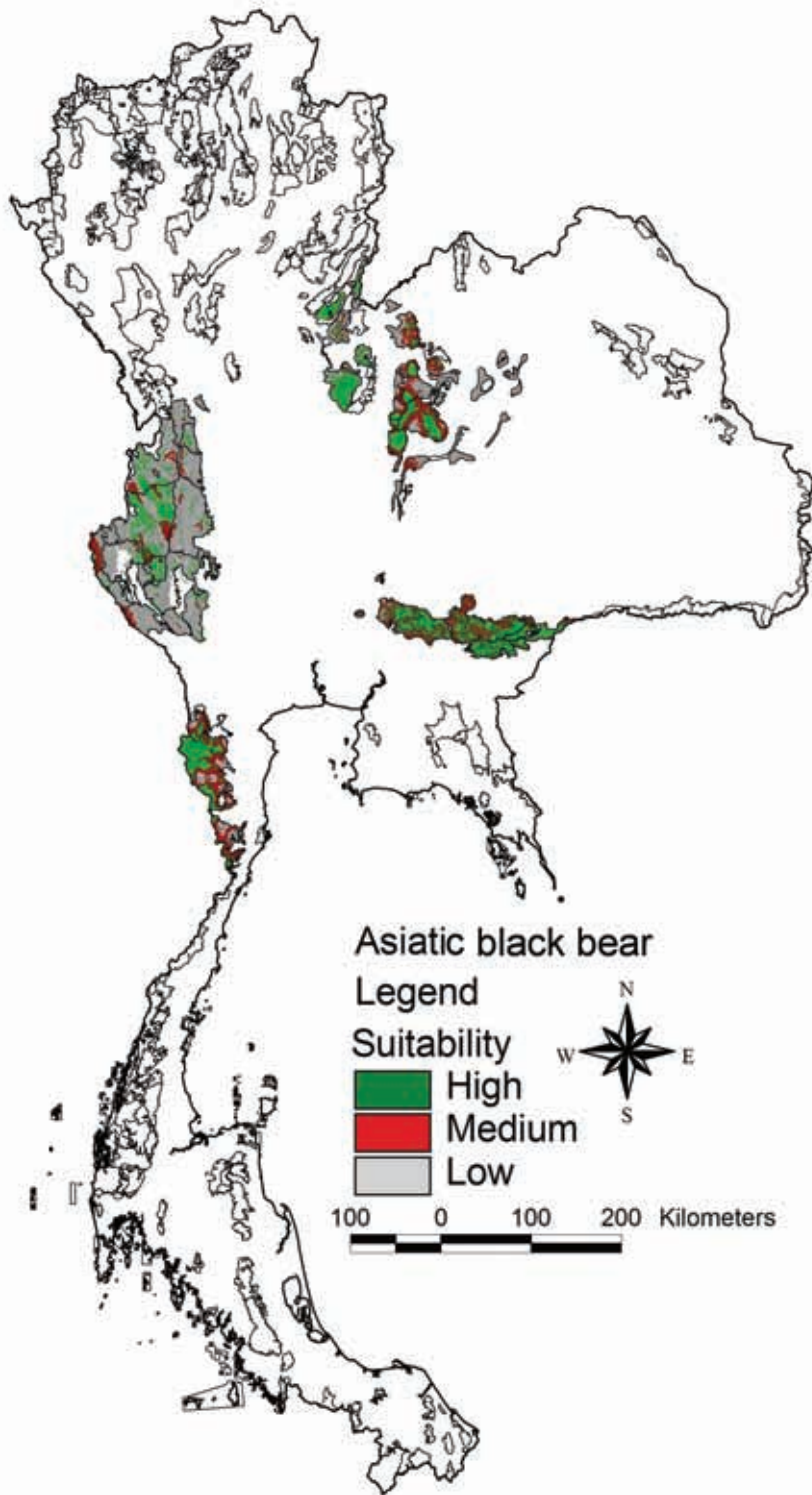 Asiatic black bear
Legend
Suitability
High
Medium
Low
N
W
E
S
100 0 100 200 Kilometers